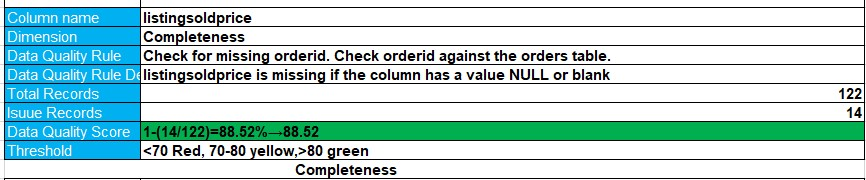 Column name listingsoldprice
Dimension Completeness
Data Quality Rule Check for missing orderid. Check orderid against the orders table.
Data Quality Rule De listingsoldprice is missing if the column has a value NULL or blank
Total Records 122
Isuue Records 14
Data Quality Score 1-(14/122)=88.52%→88.52
Threshold <70 Red, 70-80 yellow,>80 green
Completeness